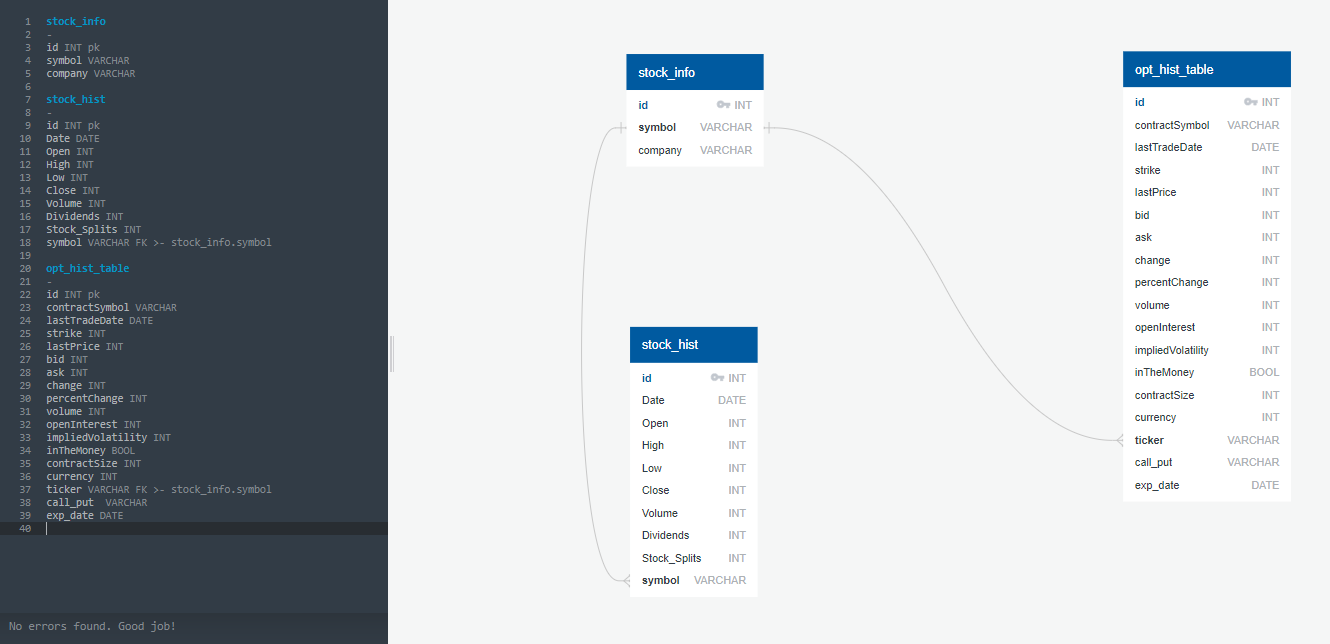 1 stock_info
2 -
3 id INT pk
4 symbol VARCHAR
5 company VARCHAR
6
7 stock_hist
8 -
9 id INT pk
10 Date DATE
11 Open INT
12 High INT
13 Low INT
14 Close INT
15 Volume INT
16 Dividends INT
17 Stock_Splits INT
18 symbol VARCHAR FK >- stock_info.symbol
19
20 opt_hist_table
21 -
22 id INT pk
23 contractSymbol VARCHAR
24 lastTradeDate DATE
25 strike INT
26 lastPrice INT
27 bid INT
28 ask INT
29 change INT
30 percentChange INT
31 volume INT
32 openInterest INT
33 impliedVolatility INT
34 inTheMoney BOOL
35 contractSize INT
36 currency INT
37 ticker VARCHAR FK >- stock_info.symbol
38 call_put  VARCHAR
39 exp_date DATE
40
No errors found. Good job!
stock_info
id INT
symbol VARCHAR
company VARCHAR
stock_hist
id INT
Date DATE
Open INT
High INT
Low INT
Close INT
Volume INT
Dividends INT
Stock_Splits INT
symbol VARCHAR
opt_hist_table
id INT
contractSymbol VARCHAR
lastTradeDate DATE
strike INT
lastPrice INT
bid INT
ask INT
change INT
percentChange INT
volume INT
openInterest INT
impliedVolatility INT
inTheMoney BOOL
contractSize INT
currency INT
ticker VARCHAR
call_put VARCHAR
exp_date DATE